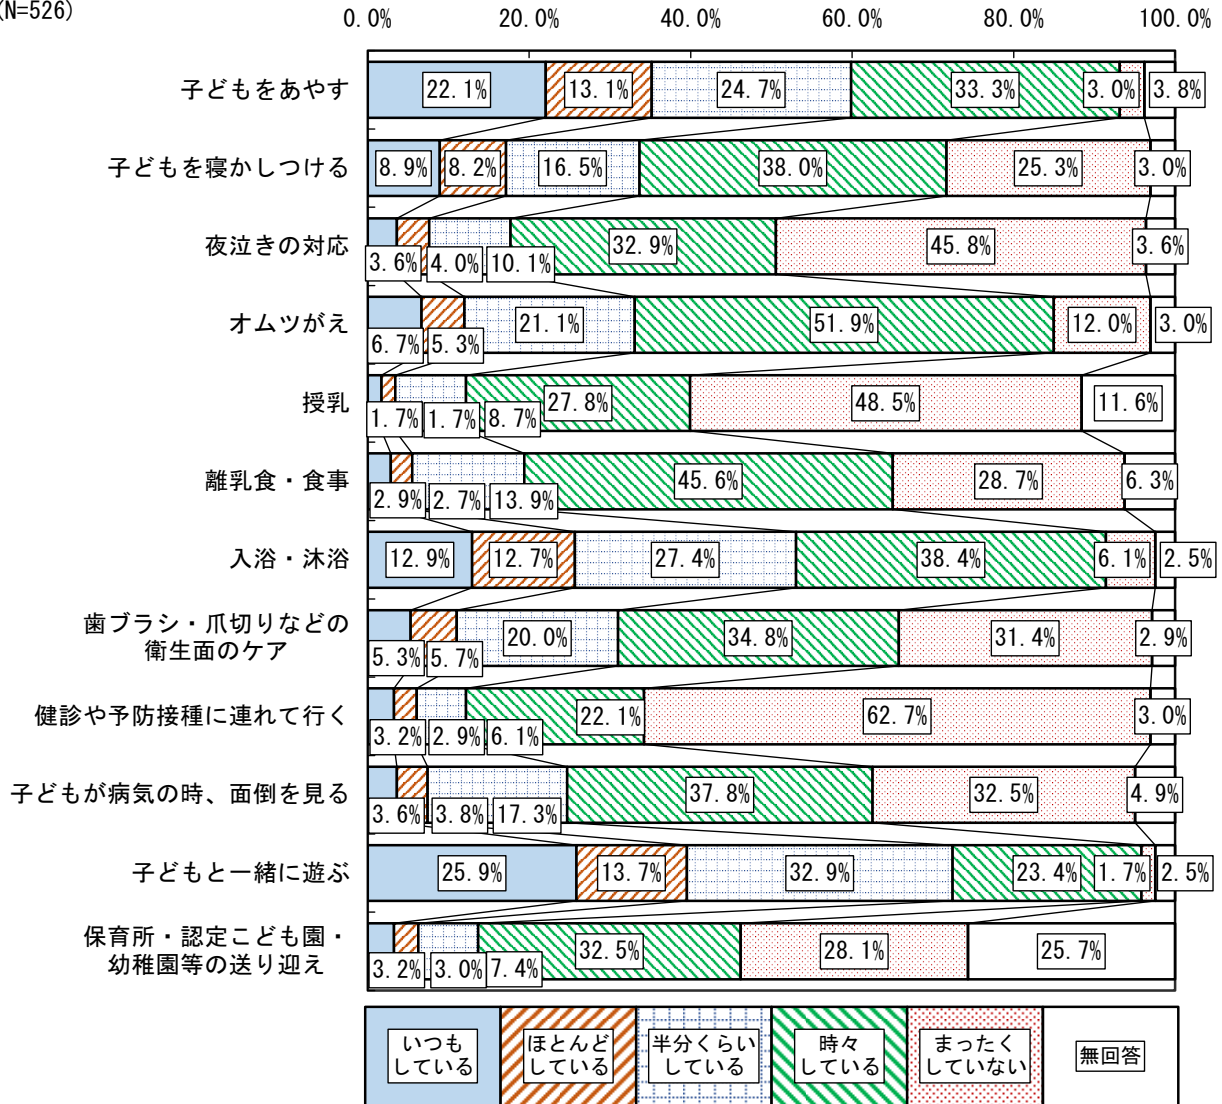 (N=526)
0.0% 20.0% 40.0% 60.0% 80.0% 100.0%
子どもをあやす 22.1% 13.1% 24.7% 33.3% 3.0% 3.8%
子どもを寝かしつける 8.9% 8.2% 16.5% 38.0% 25.3% 3.0%
夜泣きの対応 3.6% 4.0% 10.1% 32.9% 45.8% 3.6%
オムツがえ 6.7% 5.3% 21.1% 51.9% 12.0% 3.0%
授乳 1.7% 1.7% 8.7% 27.8% 48.5% 11.6%
離乳食・食事 2.9% 2.7% 13.9% 45.6% 28.7% 6.3%
入浴・沐浴 12.9% 12.7% 27.4% 38.4% 6.1% 2.5%
歯ブラシ・爪切りなどの
衛生面のケア 5.3% 5.7% 20.0% 34.8% 31.4% 2.9%
健診や予防接種に連れて行く 3.2% 2.9% 6.1% 22.1% 62.7% 3.0%
子どもが病気の時、面倒を見る 3.6% 3.8% 17.3% 37.8% 32.5% 4.9%
子どもと一緒に遊ぶ 25.9% 13.7% 32.9% 23.4% 1.7% 2.5%
保育所・認定こども園・
幼稚園等の送り迎え 3.2% 3.0% 7.4% 32.5% 28.1% 25.7%
いつも
している
ほとんど
している
半分くらい
している
時々
している
まったく
していない
無回答